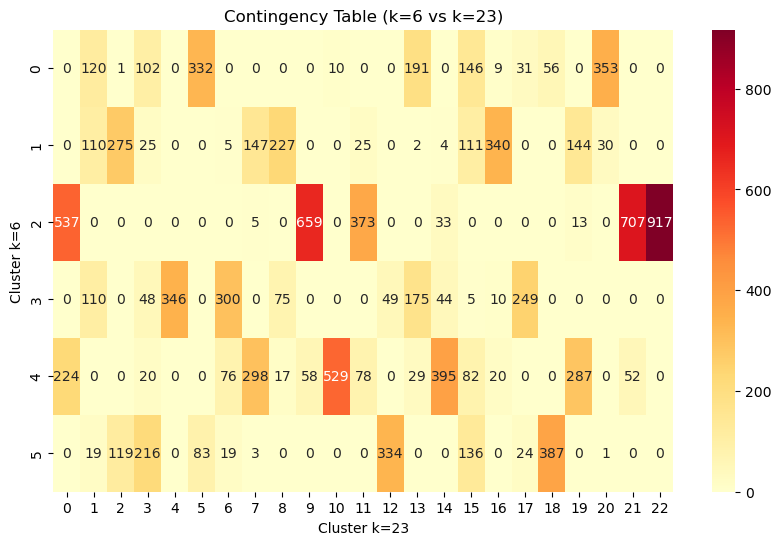 Contingency Table (k=6 vs k=23)
0 0 120 1 102 0 332 0 0 0 0 10 0 0 191 0 146 9 31 56 0 353 0 0
1 0 110 275 25 0 0 5 147 227 0 0 25 0 2 4 111 340 0 0 144 30 0 0
2 537 0 0 0 0 0 0 5 0 659 0 373 0 0 33 0 0 0 0 13 0 707 917
3 0 110 0 48 346 0 300 0 75 0 0 0 49 175 44 5 10 249 0 0 0 0 0
4 224 0 0 20 0 0 76 298 17 58 529 78 0 29 395 82 20 0 0 287 0 52 0
5 0 19 119 216 0 83 19 3 0 0 0 0 334 0 0 136 0 24 387 0 1 0 0
0 1 2 3 4 5 6 7 8 9 10 11 12 13 14 15 16 17 18 19 20 21 22
Cluster k=23
Cluster k=6
800
600
400
200
0